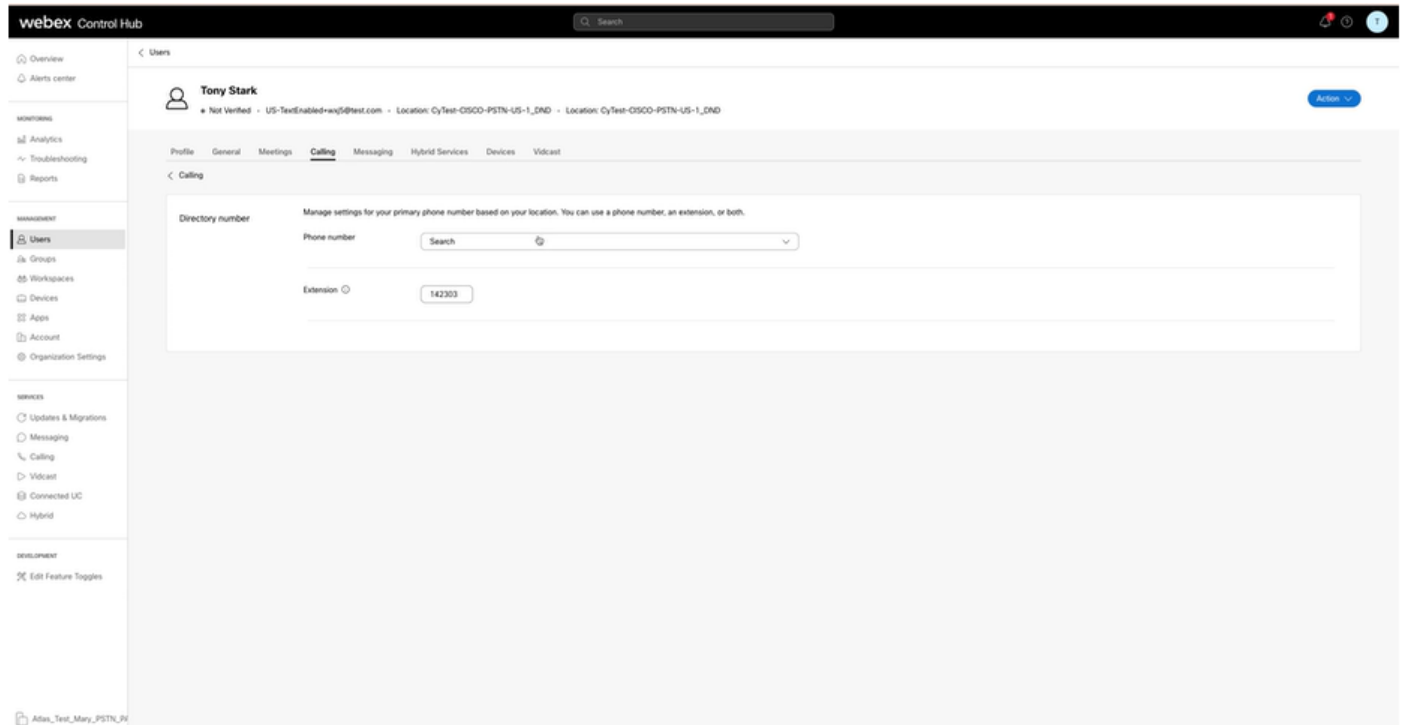 webex Control Hub
Search
1
T
Overview
Alerts center
MONITORING
Analytics
Troubleshooting
Reports
MANAGEMENT
Users
Groups
Workspaces
Devices
Apps
Account
Organization Settings
SERVICES
Updates & Migrations
Messaging
Calling
Vidcast
Connected UC
Hybrid
DEVELOPMENT
Edit Feature Toggles
Atlas_Test_Mary_PSTN_PA
Users
Tony Stark
Not Verified · US-TextEnabled+wxj5@test.com · Location: CyTest-CISCO-PSTN-US-1_DND · Location: CyTest-CISCO-PSTN-US-1_DND
Action
Profile General Meetings Calling Messaging Hybrid Services Devices Vidcast
Calling
Directory number
Manage settings for your primary phone number based on your location. You can use a phone number, an extension, or both.
Phone number
Search
Extension
142303